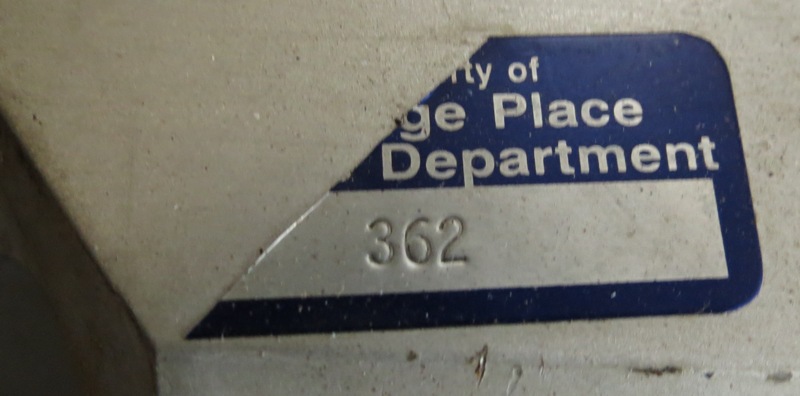 rty of
ge Place
Department
362